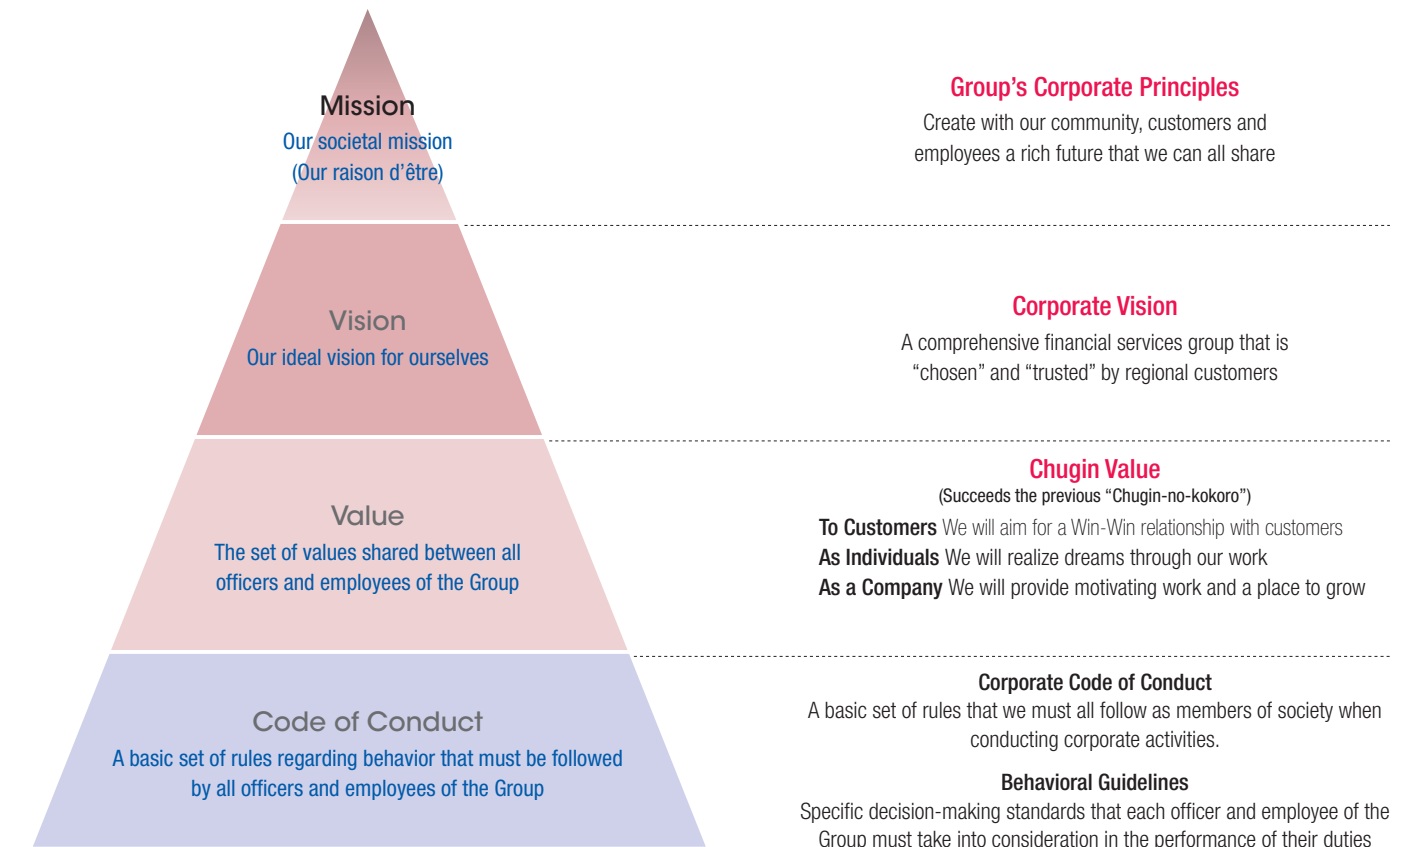 Mission
Our societal mission
(Our raison d’être)
Group’s Corporate Principles
Create with our community, customers and
employees a rich future that we can all share
Vision
Our ideal vision for ourselves
Corporate Vision
A comprehensive financial services group that is
“chosen” and “trusted” by regional customers
Value
The set of values shared between all
officers and employees of the Group
Chugin Value
(Succeeds the previous “Chugin-no-kokoro”)
To Customers We will aim for a Win-Win relationship with customers
As Individuals We will realize dreams through our work
As a Company We will provide motivating work and a place to grow
Code of Conduct
A basic set of rules regarding behavior that must be followed
by all officers and employees of the Group
Corporate Code of Conduct
A basic set of rules that we must all follow as members of society when
conducting corporate activities.
Behavioral Guidelines
Specific decision-making standards that each officer and employee of the
Group must take into consideration in the performance of their duties